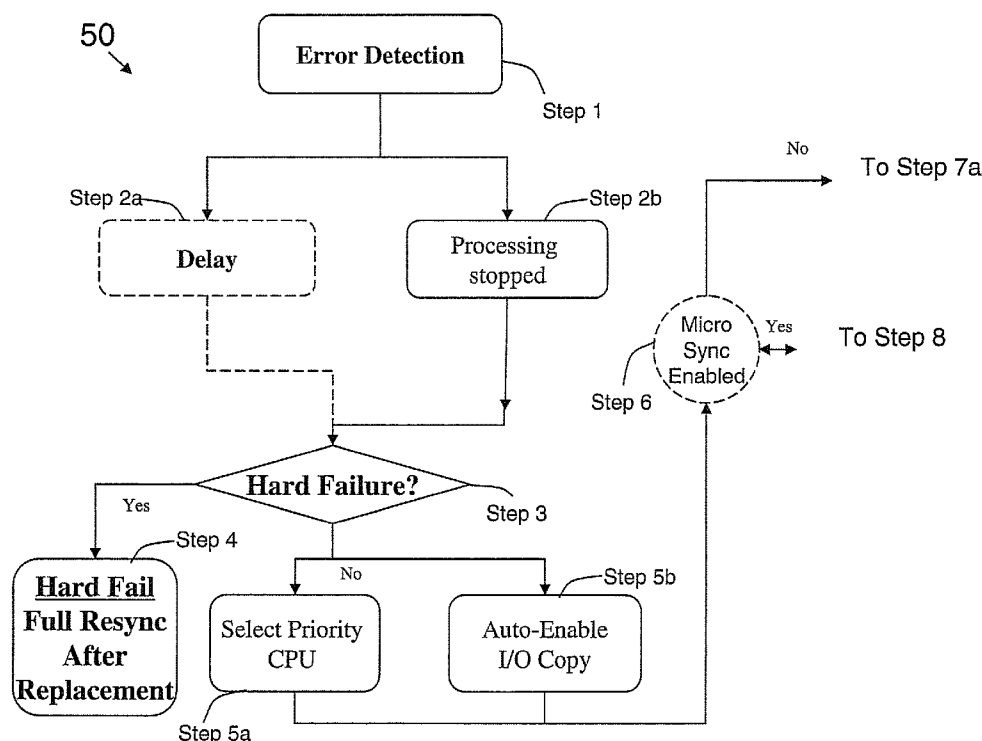 50
Error Detection
Step 1
No
To Step 7a
Step 2a
Step 2b
Delay
Processing
stopped
Micro
Sync
Enabled
Yes
To Step 8
Step 6
Hard Failure?
Yes
Step 3
Step 4
No
Step 5b
Hard Fail
Full Resync
After
Replacement
Select Priority
CPU
Auto-Enable
I/O Copy
Step 5a